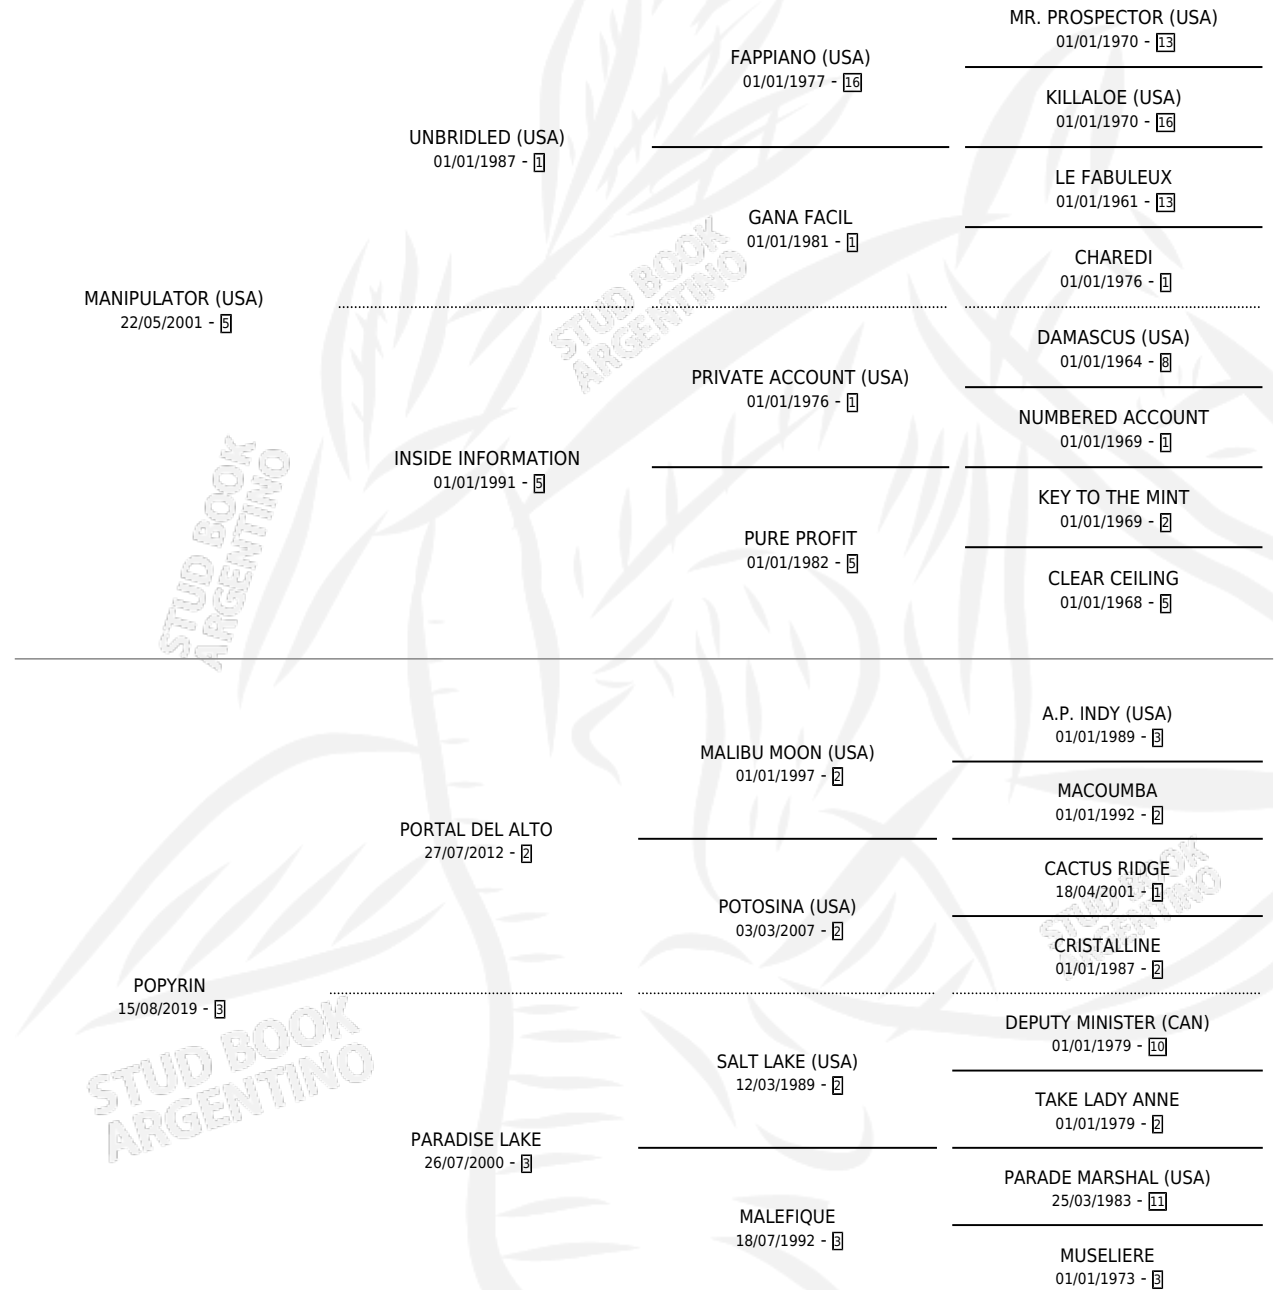 MR. PROSPECTOR (USA)
01/01/1970 - 13
FAPPIANO (USA)
01/01/1977 - 16
KILLALOE (USA)
01/01/1970 - 16
UNBRIDLED (USA)
01/01/1987 - 1
LE FABULEUX
01/01/1961 - 13
GANA FACIL
01/01/1981 - 1
CHAREDI
01/01/1976 - 1
MANIPULATOR (USA)
22/05/2001 - 5
STUD BOOK
ARGENTINO
DAMASCUS (USA)
01/01/1964 - 8
PRIVATE ACCOUNT (USA)
01/01/1976 - 1
NUMBERED ACCOUNT
01/01/1969 - 1
INSIDE INFORMATION
01/01/1991 - 5
KEY TO THE MINT
01/01/1969 - 2
PURE PROFIT
01/01/1982 - 5
CLEAR CEILING
01/01/1968 - 5
STUD BOOK
ARGENTINO
A.P. INDY (USA)
01/01/1989 - 3
MALIBU MOON (USA)
01/01/1997 - 2
MACOUMBA
01/01/1992 - 2
PORTAL DEL ALTO
27/07/2012 - 2
CACTUS RIDGE
18/04/2001 - 1
POTOSINA (USA)
03/03/2007 - 2
CRISTALLINE
01/01/1987 - 2
STUD BOOK
ARGENTINO
POPYRIN
15/08/2019 - 3
DEPUTY MINISTER (CAN)
01/01/1979 - 10
SALT LAKE (USA)
12/03/1989 - 2
TAKE LADY ANNE
01/01/1979 - 2
STUD BOOK
ARGENTINO
PARADISE LAKE
26/07/2000 - 3
PARADE MARSHAL (USA)
25/03/1983 - 11
MALEFIQUE
18/07/1992 - 3
MUSELIERE
01/01/1973 - 3